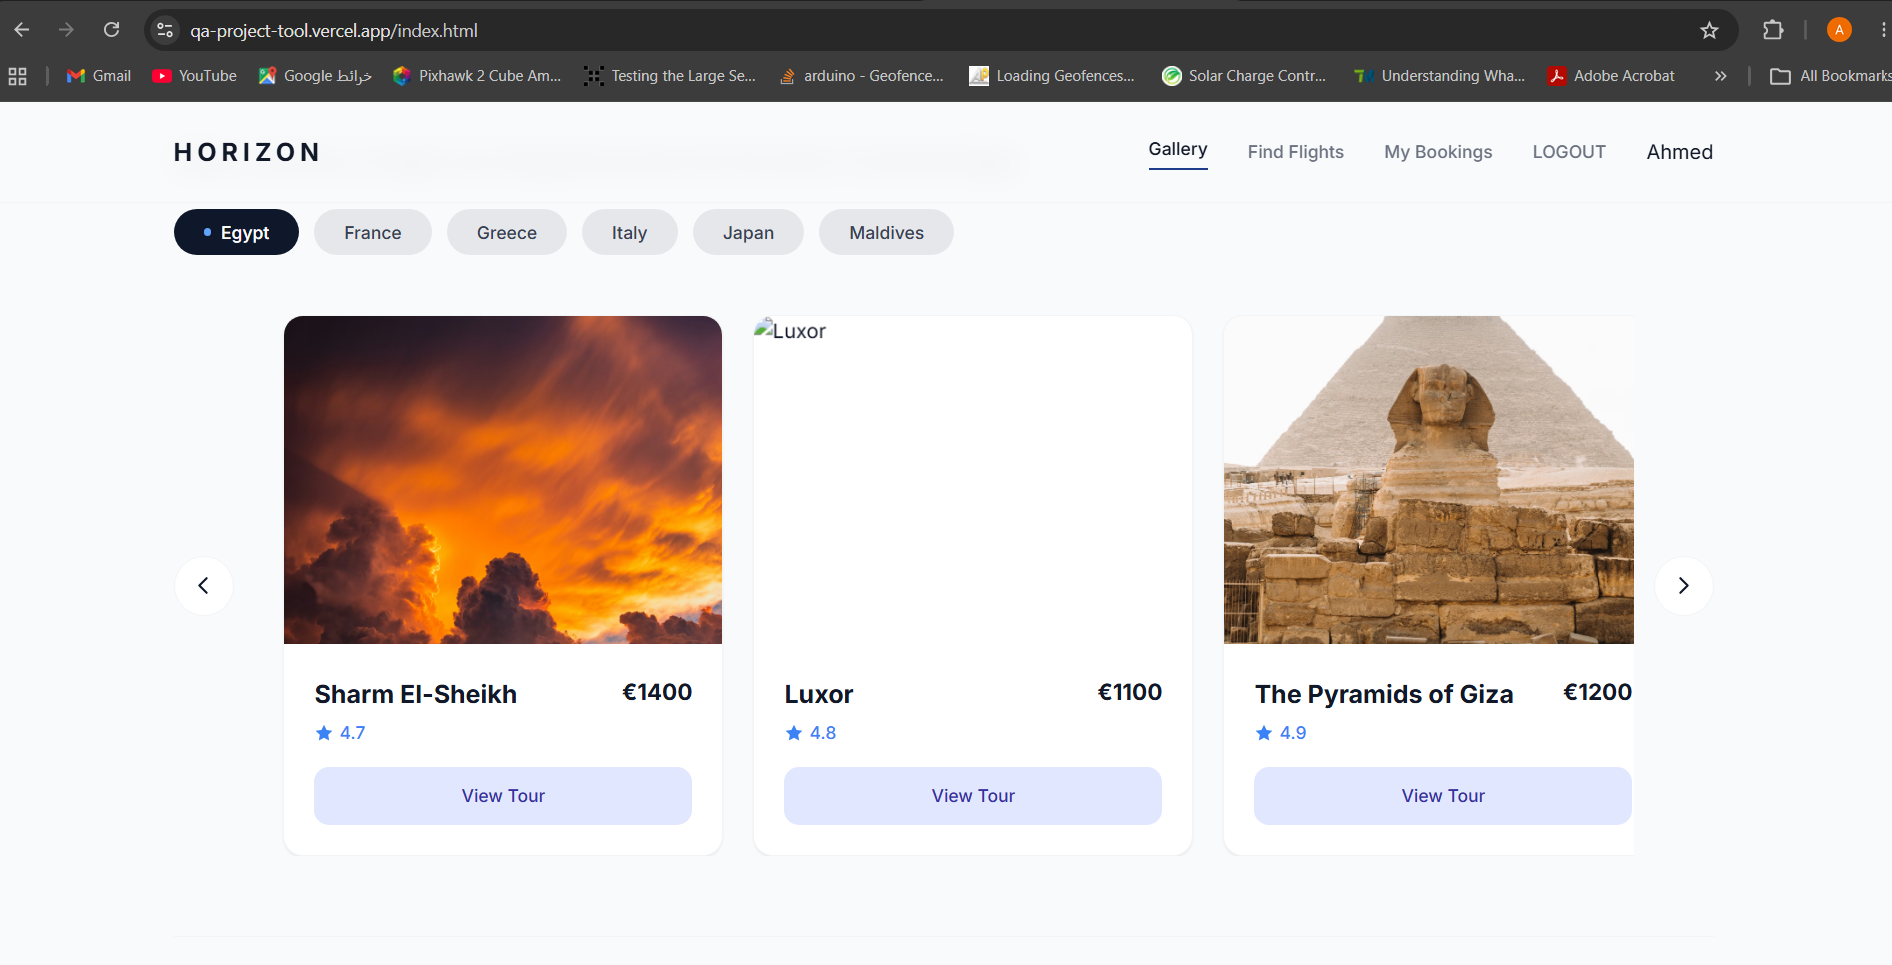 qa-project-tool.vercel.app/index.html
A
Gmail
YouTube
Google خرائط
Pixhawk 2 Cube Am...
Testing the Large Se...
arduino - Geofence...
Loading Geofences...
Solar Charge Contr...
Understanding Wha...
Adobe Acrobat
All Bookmarks
HORIZON
Gallery
Find Flights
My Bookings
LOGOUT
Ahmed
Egypt
France
Greece
Italy
Japan
Maldives
Luxor
Sharm El-Sheikh €1400
4.7
View Tour
Luxor €1100
4.8
View Tour
The Pyramids of Giza €1200
4.9
View Tour